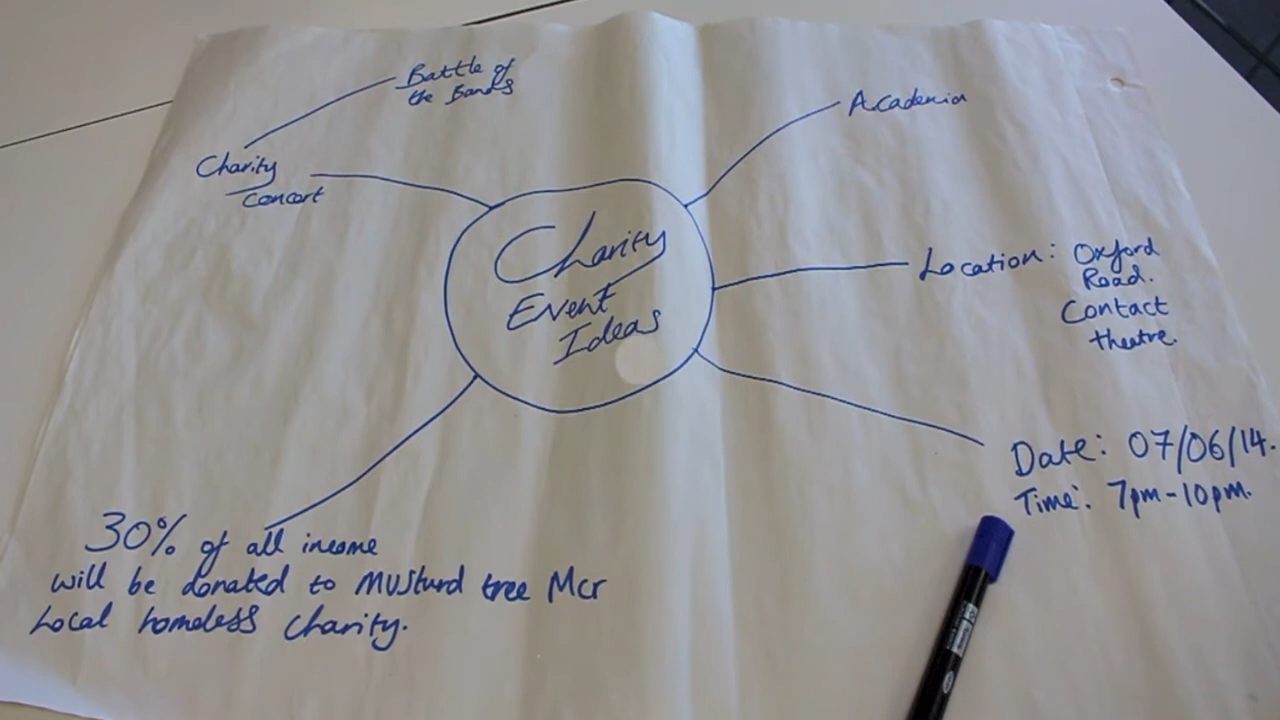 Battle of
the Bands
Charity
Concert
Academia
Charity
Event
Ideas
Location: Oxford
Road.
Contact
theatre.
Date: 07/06/14.
Time: 7pm-10pm.
30% of all income
will be donated to Musturd tree Mcr
Local homeless charity.